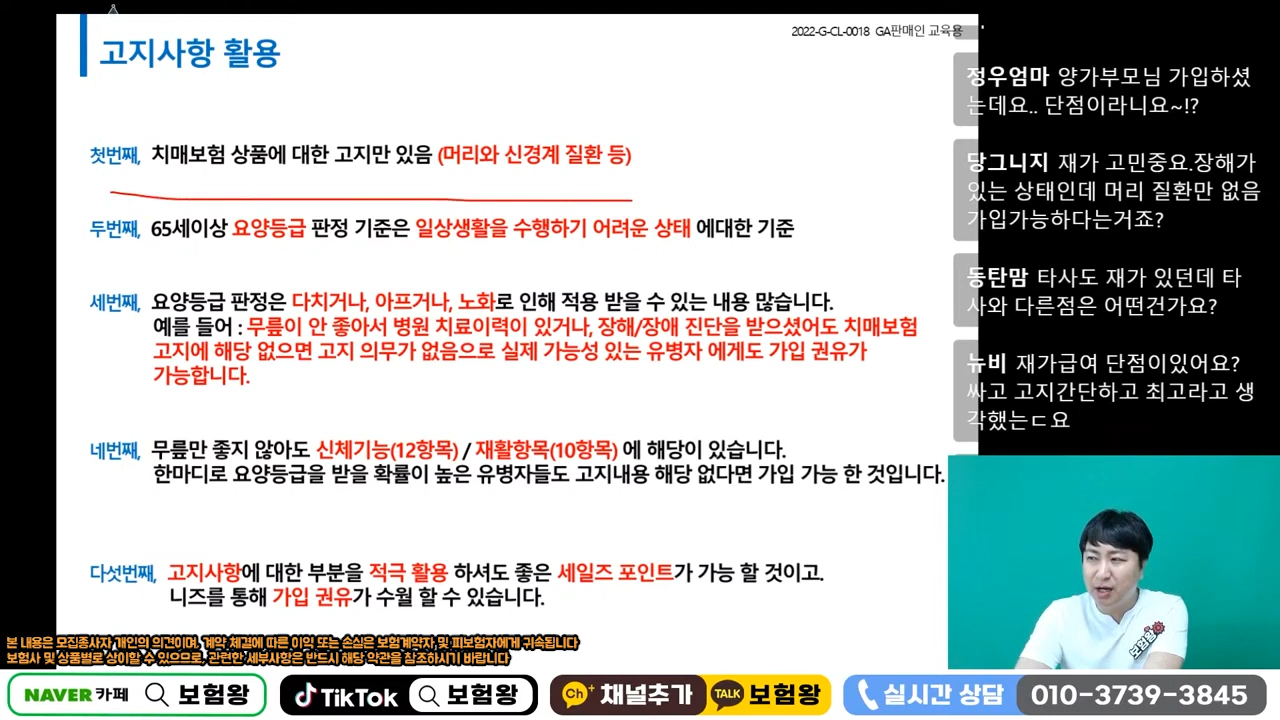 2022-G-CL-0018 GA판매인 교육용
고지사항 활용
첫번째, 치매보험 상품에 대한 고지만 있음 (머리와 신경계 질환 등)
두번째, 65세이상 요양등급 판정 기준은 일상생활을 수행하기 어려운 상태 에대한 기준
세번째, 요양등급 판정은 다치거나, 아프거나, 노화로 인해 적용 받을 수 있는 내용 많습니다.
예를 들어 : 무릎이 안 좋아서 병원 치료이력이 있거나, 장해/장애 진단을 받으셨어도 치매보험
고지에 해당 없으면 고지 의무가 없음으로 실제 가능성 있는 유병자 에게도 가입 권유가
가능합니다.
네번째, 무릎만 좋지 않아도 신체기능(12항목) / 재활항목(10항목) 에 해당이 있습니다.
한마디로 요양등급을 받을 확률이 높은 유병자들도 고지내용 해당 없다면 가입 가능 한 것입니다.
다섯번째, 고지사항에 대한 부분을 적극 활용 하셔도 좋은 세일즈 포인트가 가능 할 것이고.
니즈를 통해 가입 권유가 수월 할 수 있습니다.
정우엄마 양가부모님 가입하셨
는데요.. 단점이라니요~!?
당그니지 재가 고민중요.장해가
있는 상태인데 머리 질환만 없음
가입가능하다는거죠?
동탄맘 타사도 재가 있던데 타
사와 다른점은 어떤건가요?
뉴비 재가급여 단점이있어요?
싸고 고지간단하고 최고라고 생
각했는ㄷ요
보험왕
본 내용은 모집종사자 개인의 의견이며, 계약 체결에 따른 이익 또는 손실은 보험계약자 및 피보험자에게 귀속됩니다
보험사 및 상품별로 상이할 수 있으므로, 관련한 세부사항은 반드시 해당 약관을 참조하시기 바랍니다
NAVER 카페 보험왕
TikTok 보험왕
Ch+ 채널추가 TALK 보험왕
실시간 상담 010-3739-3845